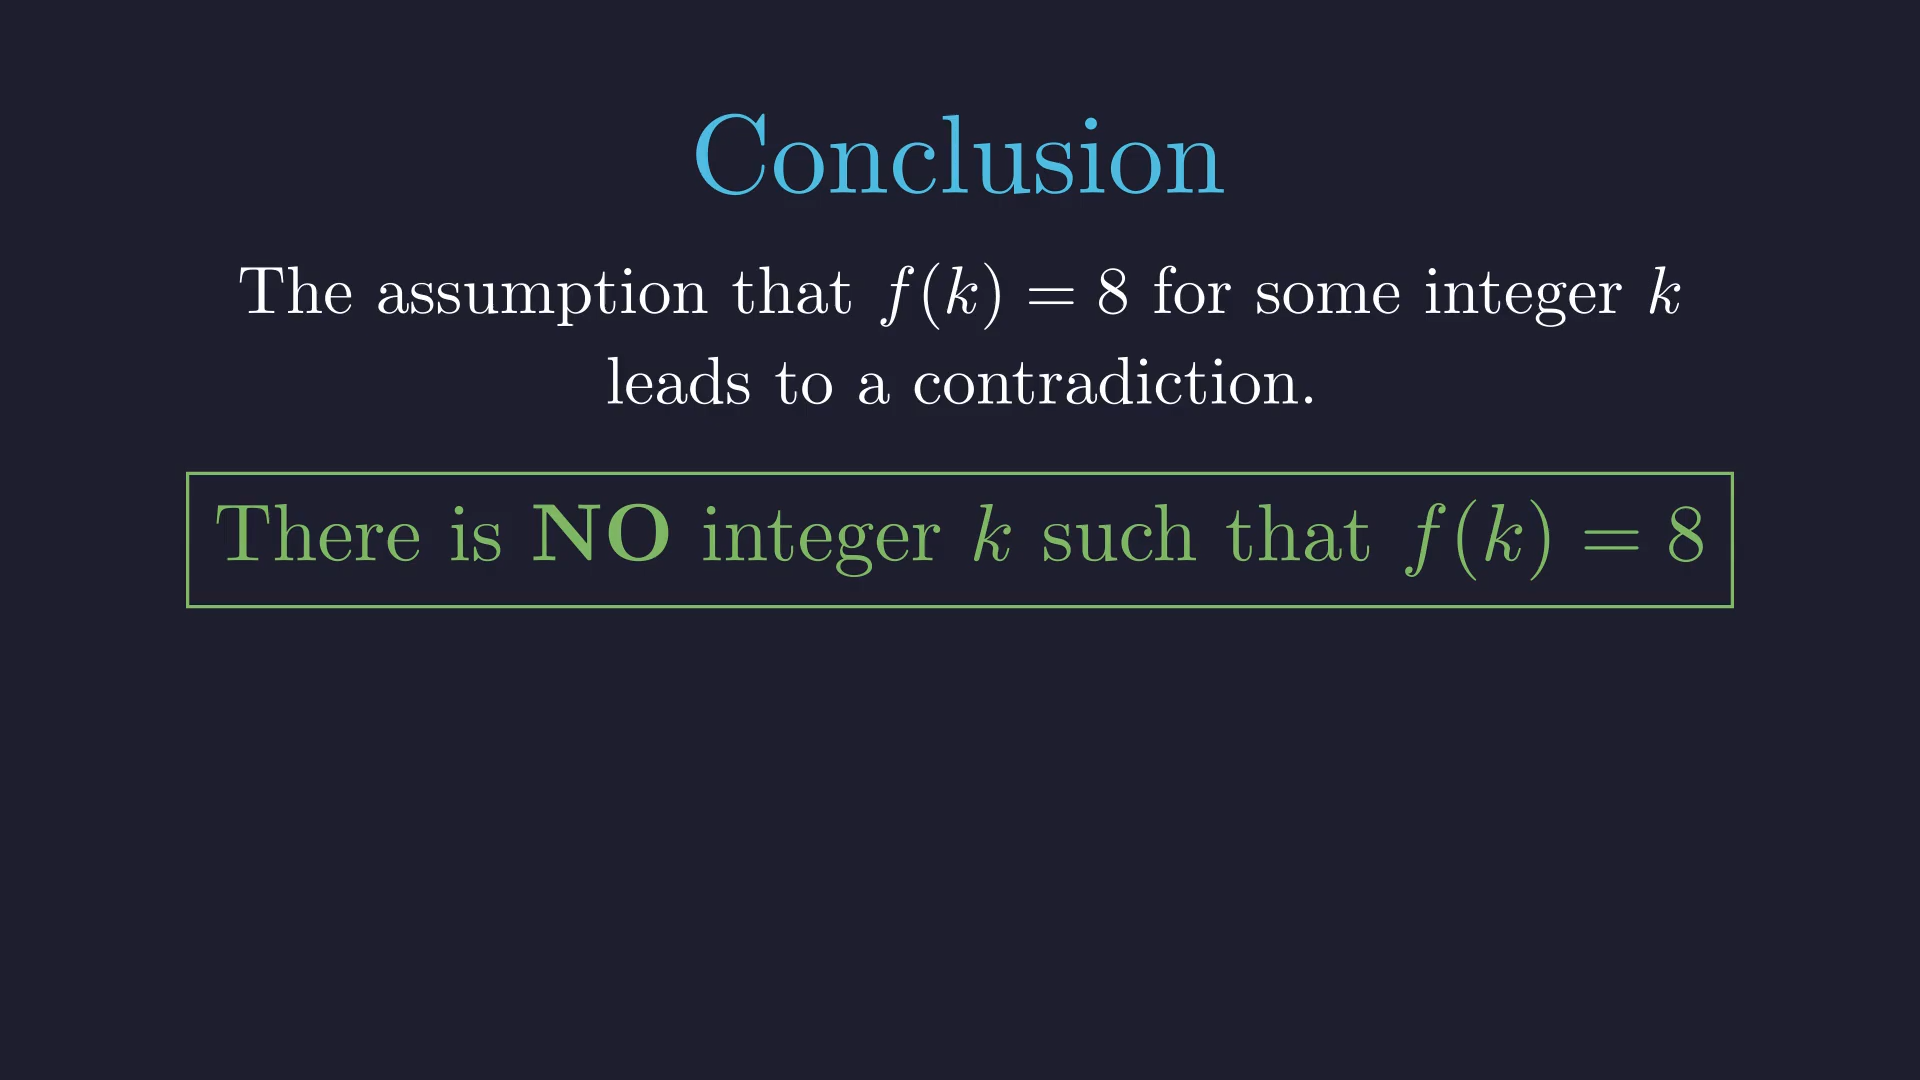 Conclusion
The assumption that f(k) = 8 for some integer k
leads to a contradiction.
There is NO integer k such that f(k) = 8